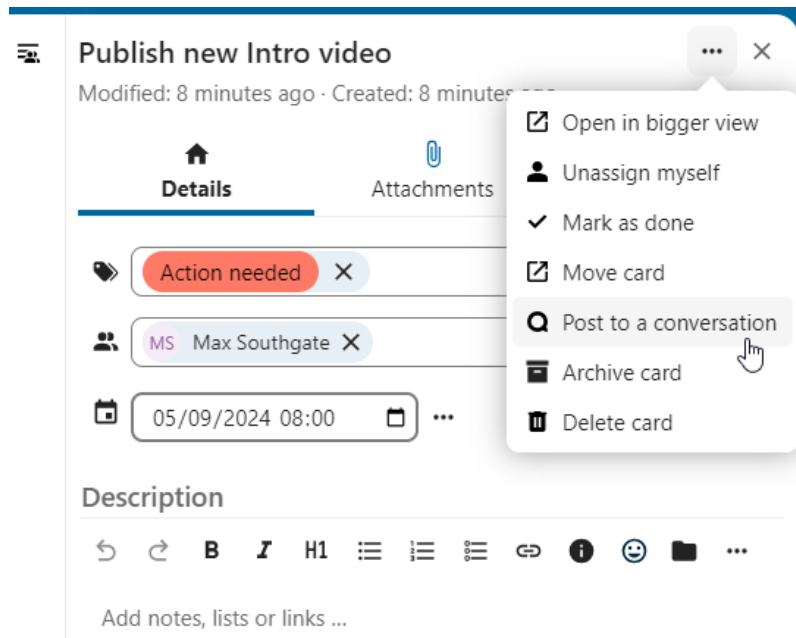 Publish new Intro video
Modified: 8 minutes ago · Created: 8 minutes ago
Details
Attachments
Action needed
MS Max Southgate
05/09/2024 08:00
Open in bigger view
Unassign myself
Mark as done
Move card
Post to a conversation
Archive card
Delete card
Description
B I H1
Add notes, lists or links ...